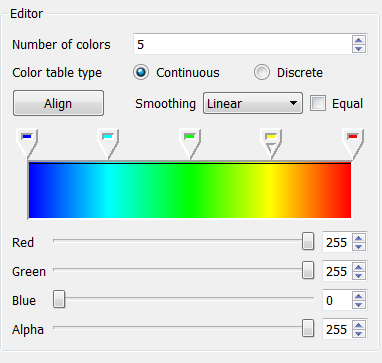 Editor
Number of colors 5
Color table type Continuous Discrete
Align Smoothing Linear Equal
Red 255
Green 255
Blue 0
Alpha 255